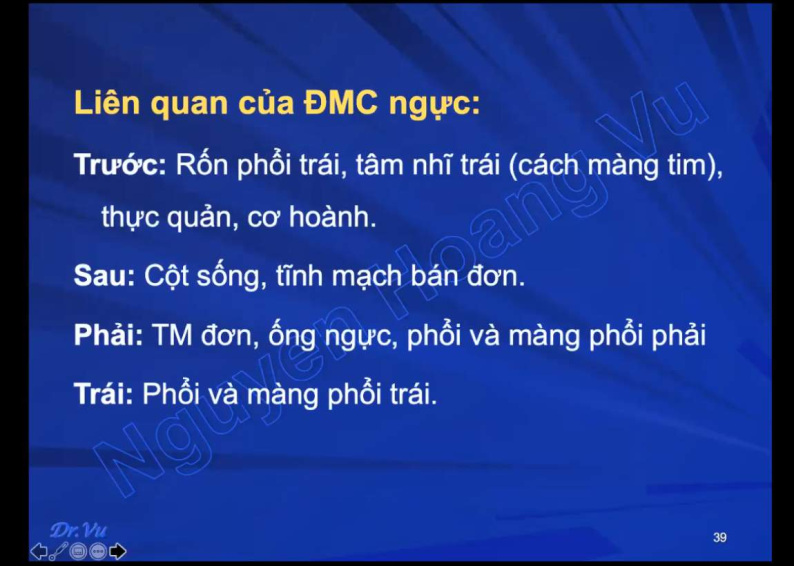 Liên quan của ĐMC ngực:
Trước: Rốn phổi trái, tâm nhĩ trái (cách màng tim),
thực quản, cơ hoành.
Sau: Cột sống, tĩnh mạch bán đơn.
Phải: TM đơn, ống ngực, phổi và màng phổi phải
Trái: Phổi và màng phổi trái.
Nguyen Hoang Vu
Dr.Vu
39